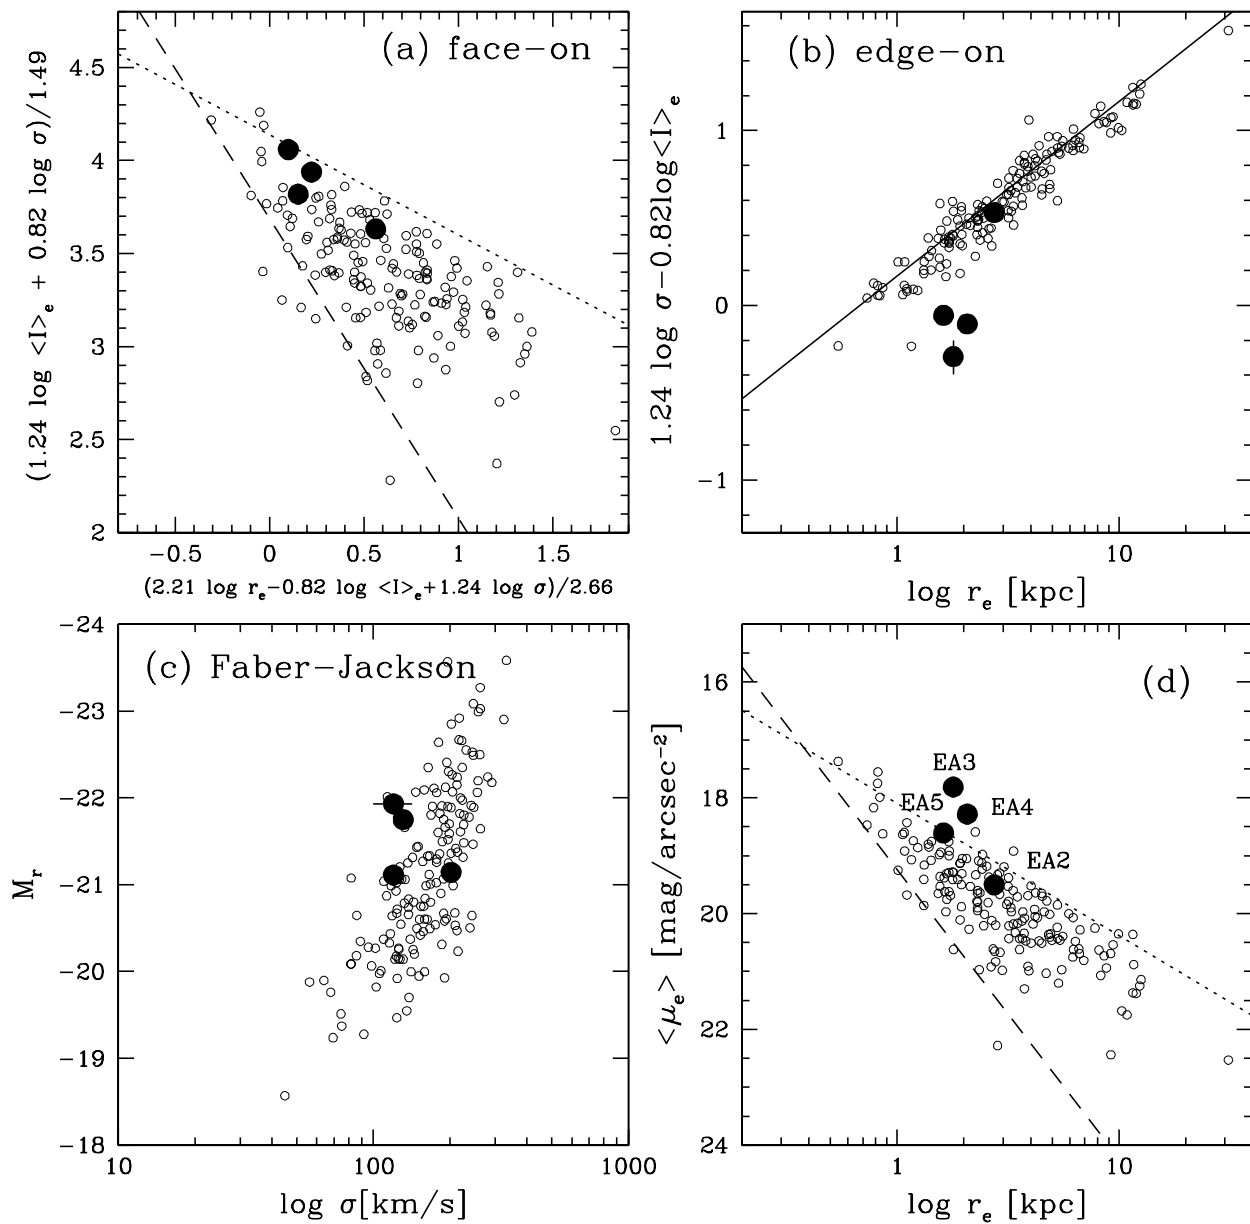 (a) face-on
(1.24 log <I>e + 0.82 log σ)/1.49
4.5
4
3.5
3
2.5
2
-0.5
0
0.5
1
1.5
(2.21 log re-0.82 log <I>e+1.24 log σ)/2.66
(b) edge-on
1.24 log σ-0.82log<I>e
1
0
-1
1
10
log re [kpc]
(c) Faber-Jackson
Mr
-24
-23
-22
-21
-20
-19
-18
10
100
1000
log σ[km/s]
(d)
<μe> [mag/arcsec-2]
16
18
20
22
24
EA3
EA5
EA4
EA2
1
10
log re [kpc]